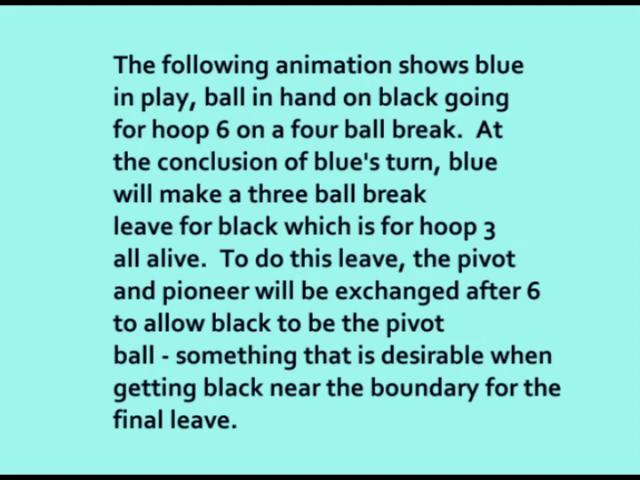 The following animation shows blue
in play, ball in hand on black going
for hoop 6 on a four ball break.  At
the conclusion of blue's turn, blue
will make a three ball break
leave for black which is for hoop 3
all alive.  To do this leave, the pivot
and pioneer will be exchanged after 6
to allow black to be the pivot
ball - something that is desirable when
getting black near the boundary for the
final leave.